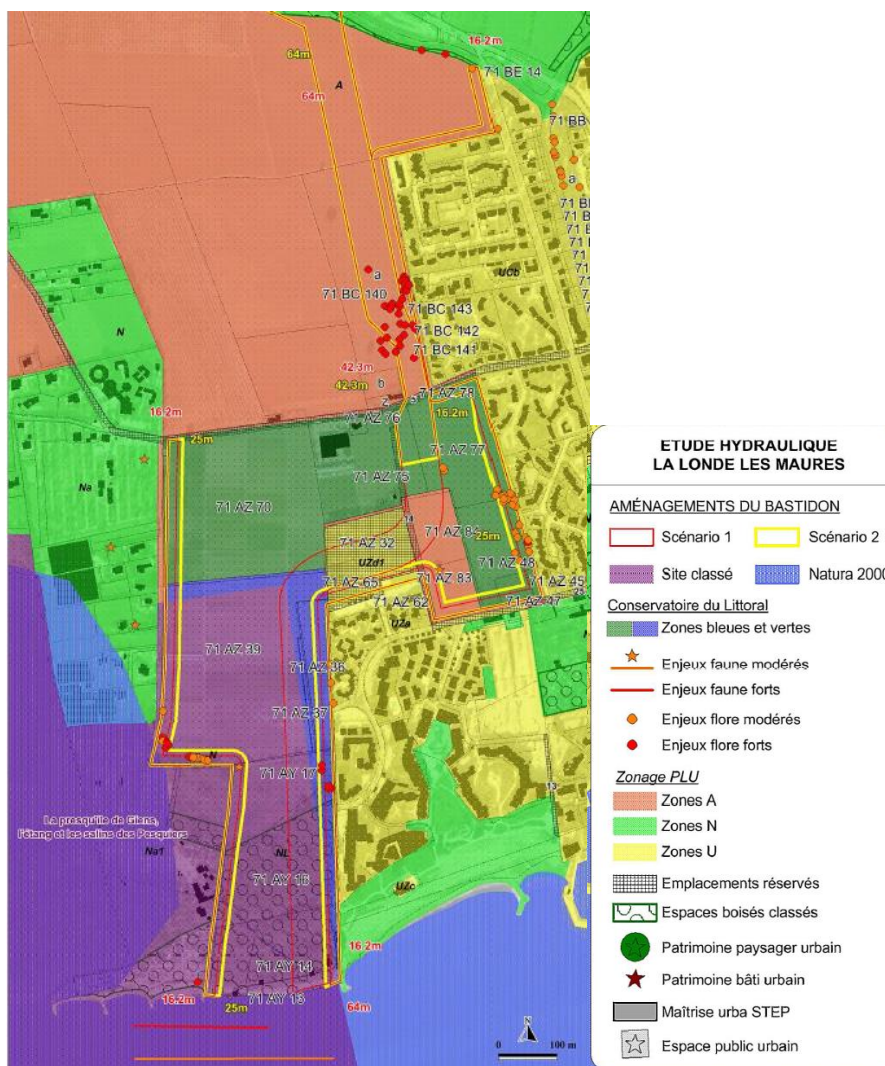 16.2m
64m
71 BE 14
A
64m
71 BB
a
UCb
a
71 BC 140
71 BC 143
71 BC 142
71 BC 141
N
42.3m
42.3m
b
71 AZ 78
71 AZ 76
16.2m
16.2m
25m
71 AZ 77
Na
71 AZ 75
71 AZ 70
14
71 AZ 32
25m
71 AZ 48
UZd1
71 AZ 65
71 AZ 83
71 AZ 45
71 AZ 62
71 AZ 47
UZa
71 AZ 39
71 AZ 36
71 AZ 37
N
71 AY 17
13
La presqu'île de Giens,
l'étang et les salins des Pesquiers
Na1
NL
71 AY 16
UZc
16.2m
71 AY 14
16.2m
25m
71 AY 13
64m
N
0 100 m
ETUDE HYDRAULIQUE
LA LONDE LES MAURES
AMÉNAGEMENTS DU BASTIDON
Scénario 1 Scénario 2
Site classé Natura 2000
Conservatoire du Littoral
Zones bleues et vertes
Enjeux faune modérés
Enjeux faune forts
Enjeux flore modérés
Enjeux flore forts
Zonage PLU
Zones A
Zones N
Zones U
Emplacements réservés
Espaces boisés classés
Patrimoine paysager urbain
Patrimoine bâti urbain
Maîtrise urba STEP
Espace public urbain